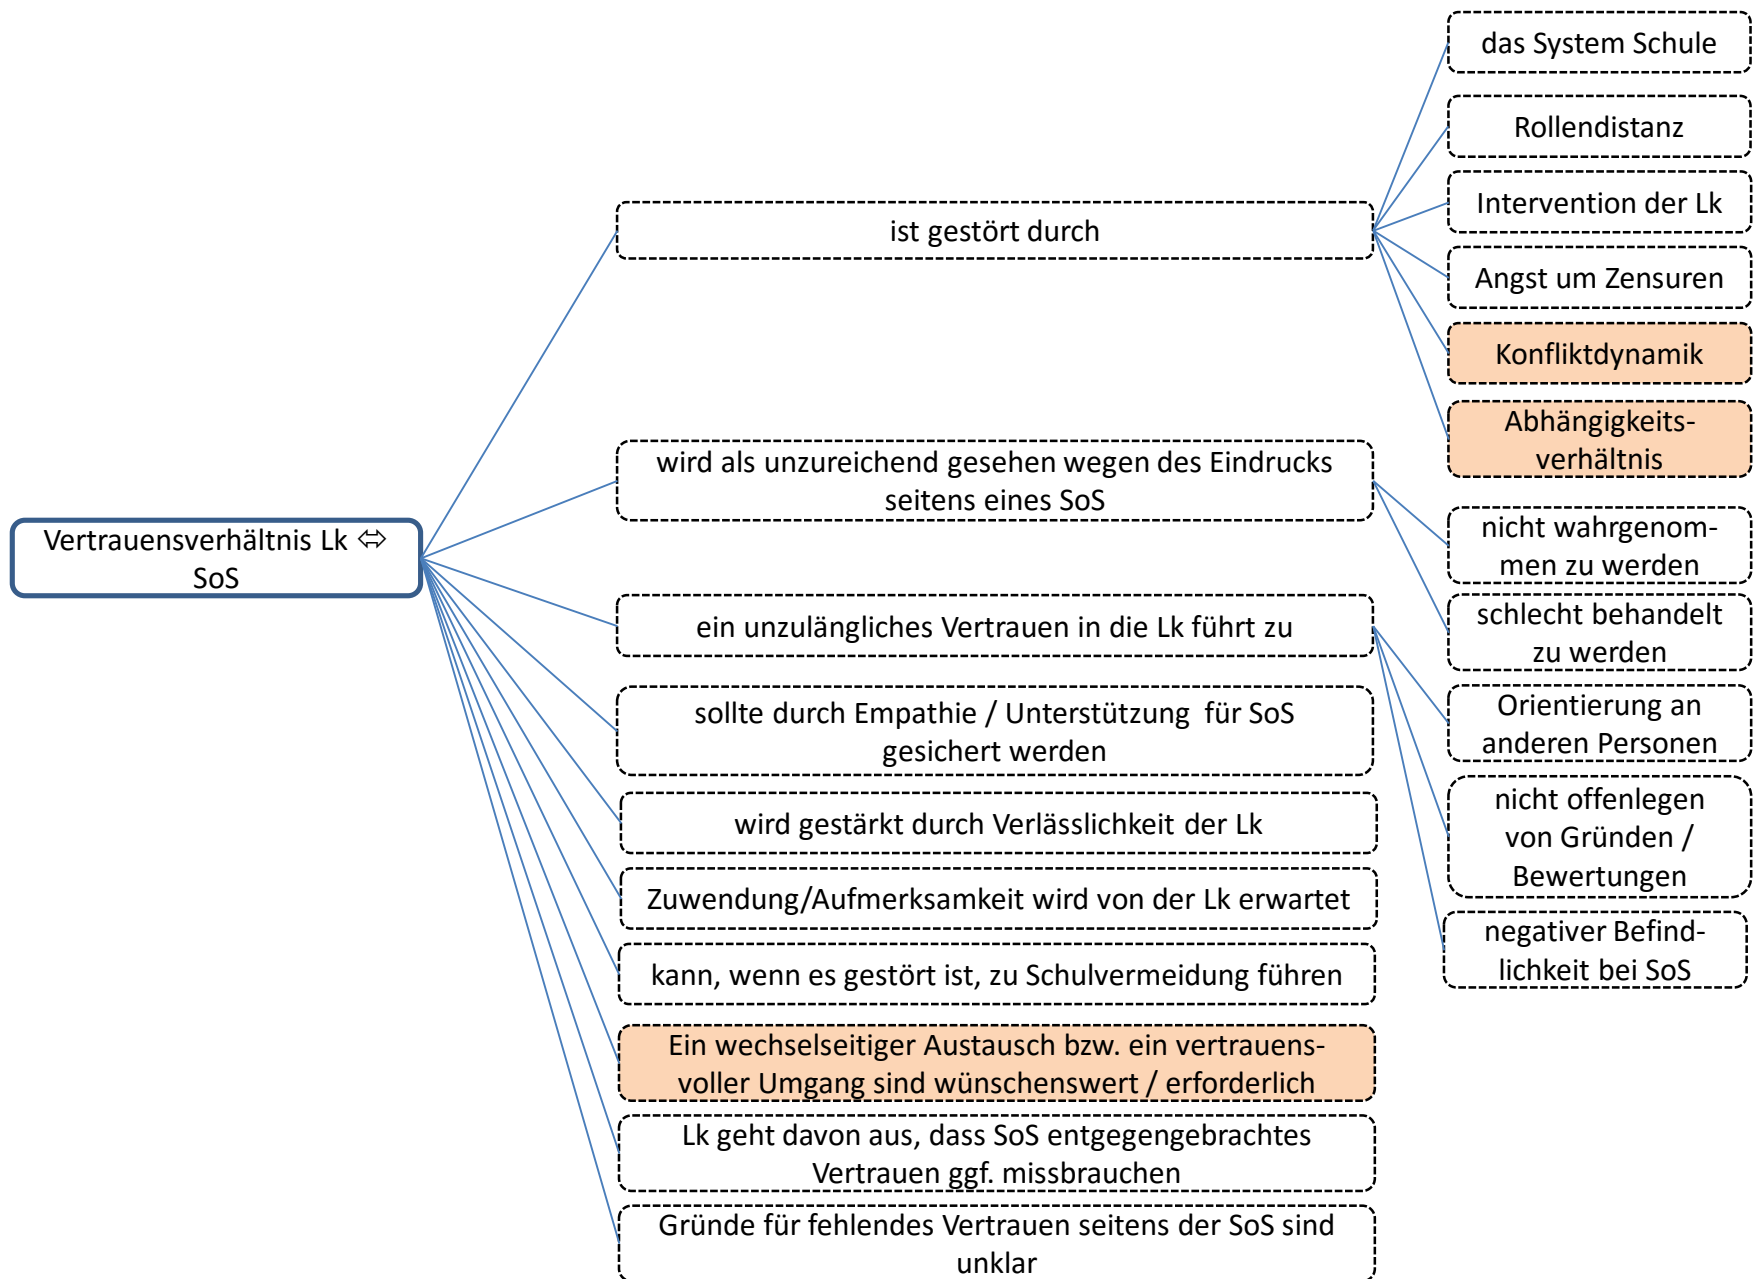 Vertrauensverhältnis Lk ⇔
SoS
ist gestört durch
das System Schule
Rollendistanz
Intervention der Lk
Angst um Zensuren
Konfliktdynamik
Abhängigkeits-
verhältnis
wird als unzureichend gesehen wegen des Eindrucks
seitens eines SoS
nicht wahrgenom-
men zu werden
schlecht behandelt
zu werden
ein unzulängliches Vertrauen in die Lk führt zu
Orientierung an
anderen Personen
nicht offenlegen
von Gründen /
Bewertungen
negativer Befind-
lichkeit bei SoS
sollte durch Empathie / Unterstützung für SoS
gesichert werden
wird gestärkt durch Verlässlichkeit der Lk
Zuwendung/Aufmerksamkeit wird von der Lk erwartet
kann, wenn es gestört ist, zu Schulvermeidung führen
Ein wechselseitiger Austausch bzw. ein vertrauens-
voller Umgang sind wünschenswert / erforderlich
Lk geht davon aus, dass SoS entgegengebrachtes
Vertrauen ggf. missbrauchen
Gründe für fehlendes Vertrauen seitens der SoS sind
unklar